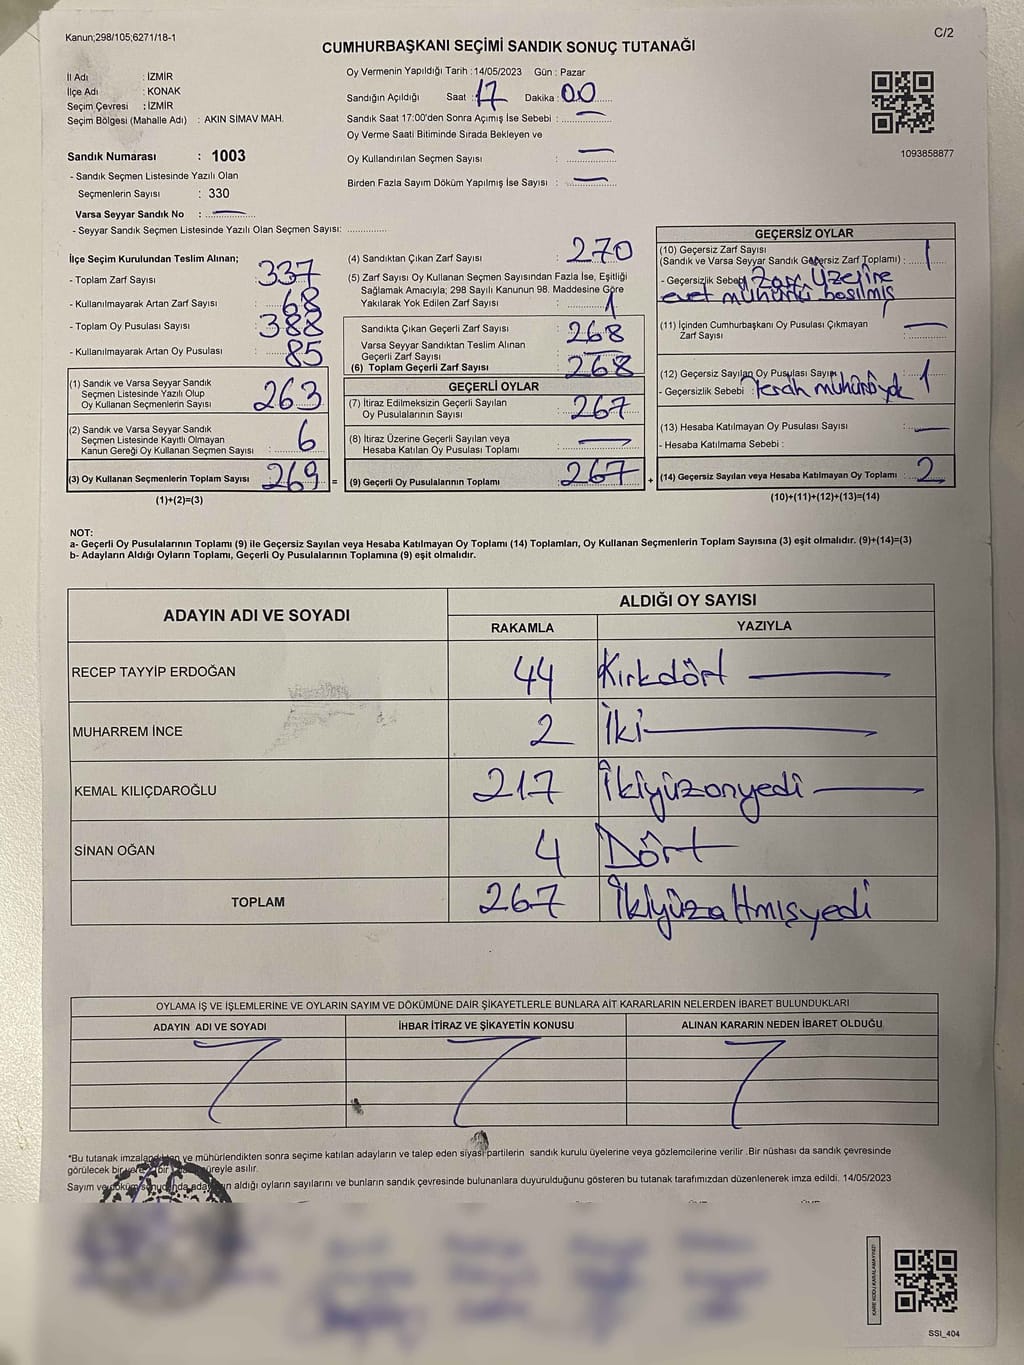 Kanun;298/105;6271/18-1
C/2
CUMHURBAŞKANI SEÇİMİ SANDIK SONUÇ TUTANAĞI
İl Adı : İZMİR
İlçe Adı : KONAK
Seçim Çevresi : İZMİR
Seçim Bölgesi (Mahalle Adı) : AKIN SIMAV MAH.
Sandık Numarası : 1003
- Sandık Seçmen Listesinde Yazılı Olan
Seçmenlerin Sayısı : 330
Varsa Seyyar Sandık No :
- Seyyar Sandık Seçmen Listesinde Yazılı Olan Seçmen Sayısı:
Oy Vermenin Yapıldığı Tarih : 14/05/2023 Gün : Pazar
Sandığın Açıldığı Saat : 17 Dakika : 00
Sandık Saat 17:00'den Sonra Açımış İse Sebebi :
Oy Verme Saati Bitiminde Sırada Bekleyen ve
Oy Kullandırılan Seçmen Sayısı :
Birden Fazla Sayım Döküm Yapılmış İse Sayısı :
1093858877
İlçe Seçim Kurulundan Teslim Alınan;
- Toplam Zarf Sayısı : 337
- Kullanılmayarak Artan Zarf Sayısı : 68
- Toplam Oy Pusulası Sayısı : 388
- Kullanılmayarak Artan Oy Pusulası : 85
(1) Sandık ve Varsa Seyyar Sandık
Seçmen Listesinde Yazılı Olup
Oy Kullanan Seçmenlerin Sayısı 263
(2) Sandık ve Varsa Seyyar Sandık
Seçmen Listesinde Kayıtlı Olmayan
Kanun Gereği Oy Kullanan Seçmen Sayısı 6
(3) Oy Kullanan Seçmenlerin Toplam Sayısı 269 =
(1)+(2)=(3)
(4) Sandıktan Çıkan Zarf Sayısı : 270
(5) Zarf Sayısı Oy Kullanan Seçmen Sayısından Fazla İse, Eşitliği
Sağlamak Amacıyla; 298 Sayılı Kanunun 98. Maddesine Göre
Yakılarak Yok Edilen Zarf Sayısı : 1
Sandıkta Çıkan Geçerli Zarf Sayısı : 268
Varsa Seyyar Sandıktan Teslim Alınan
Geçerli Zarf Sayısı :
(6) Toplam Geçerli Zarf Sayısı : 268
GEÇERLİ OYLAR
(7) İtiraz Edilmeksizin Geçerli Sayılan
Oy Pusulalarının Sayısı : 267
(8) İtiraz Üzerine Geçerli Sayılan veya
Hesaba Katılan Oy Pusulası Toplamı :
(9) Geçerli Oy Pusulalarının Toplamı : 267 +
GEÇERSİZ OYLAR
(10) Geçersiz Zarf Sayısı
(Sandık ve Varsa Seyyar Sandık Geçersiz Zarf Toplamı) : 1
- Geçersizlik Sebebi Zarf Üzerine
evet mühürü basılmış
(11) İçinden Cumhurbaşkanı Oy Pusulası Çıkmayan
Zarf Sayısı :
(12) Geçersiz Sayılan Oy Pusulası Sayısı 1
- Geçersizlik Sebebi : tercih mühürü yok
(13) Hesaba Katılmayan Oy Pusulası Sayısı :
- Hesaba Katılmama Sebebi :
(14) Geçersiz Sayılan veya Hesaba Katılmayan Oy Toplamı : 2
(10)+(11)+(12)+(13)=(14)
NOT:
a- Geçerli Oy Pusulalarının Toplamı (9) ile Geçersiz Sayılan veya Hesaba Katılmayan Oy Toplamı (14) Toplamları, Oy Kullanan Seçmenlerin Toplam Sayısına (3) eşit olmalıdır. (9)+(14)=(3)
b- Adayların Aldığı Oyların Toplamı, Geçerli Oy Pusulalarının Toplamına (9) eşit olmalıdır.
ADAYIN ADI VE SOYADI ALDIĞI OY SAYISI
RAKAMLA YAZIYLA
RECEP TAYYİP ERDOĞAN 44 Kırkdört
MUHARREM İNCE 2 İki
KEMAL KILIÇDAROĞLU 217 İkiyüzonyedi
SİNAN OĞAN 4 Dört
TOPLAM 267 İkiyüzaltmışyedi
OYLAMA İŞ VE İŞLEMLERİNE VE OYLARIN SAYIM VE DÖKÜMÜNE DAİR ŞİKAYETLERLE BUNLARA AİT KARARLARIN NELERDEN İBARET BULUNDUKLARI
ADAYIN ADI VE SOYADI İHBAR İTİRAZ VE ŞİKAYETİN KONUSU ALINAN KARARIN NEDEN İBARET OLDUĞU
*Bu tutanak imzalandıktan ve mühürlendikten sonra seçime katılan adayların ve talep eden siyasi partilerin sandık kurulu üyelerine veya gözlemcilerine verilir .Bir nüshası da sandık çevresinde
görülecek bir yere bir süreyle asılır.
Sayım ve döküm sonucunda adayların aldığı oyların sayılarını ve bunların sandık çevresinde bulunanlara duyurulduğunu gösteren bu tutanak tarafımızdan düzenlenerek imza edildi. 14/05/2023
KARE KODU KARALAMAYINIZ!
SSI_404